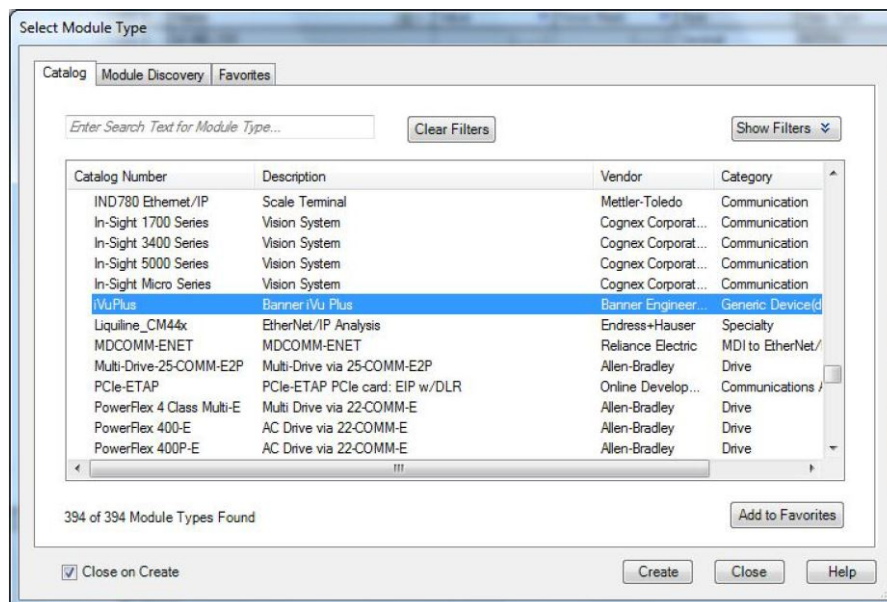 Select Module Type
Catalog Module Discovery Favorites
Enter Search Text for Module Type... Clear Filters Show Filters
Catalog Number Description Vendor Category
IND780 Ethernet/IP Scale Terminal Mettler-Toledo Communication
In-Sight 1700 Series Vision System Cognex Corporat... Communication
In-Sight 3400 Series Vision System Cognex Corporat... Communication
In-Sight 5000 Series Vision System Cognex Corporat... Communication
In-Sight Micro Series Vision System Cognex Corporat... Communication
iVuPlus Banner iVu Plus Banner Engineer... Generic Device(d
Liquiline_CM44x EtherNet/IP Analysis Endress+Hauser Specialty
MDCOMM-ENET MDCOMM-ENET Reliance Electric MDI to EtherNet/
Multi-Drive-25-COMM-E2P Multi-Drive via 25-COMM-E2P Allen-Bradley Drive
PCIe-ETAP PCIe-ETAP PCIe card: EIP w/DLR Online Develop... Communications
PowerFlex 4 Class Multi-E Multi Drive via 22-COMM-E Allen-Bradley Drive
PowerFlex 400-E AC Drive via 22-COMM-E Allen-Bradley Drive
PowerFlex 400P-E AC Drive via 22-COMM-E Allen-Bradley Drive
394 of 394 Module Types Found Add to Favorites
Close on Create Create Close Help